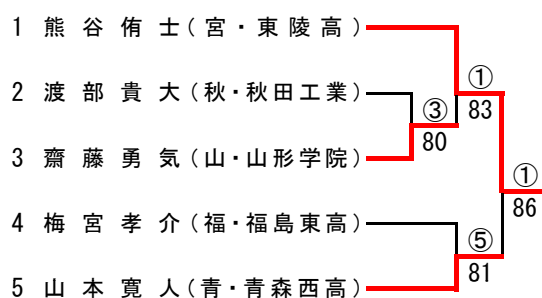 1 熊谷侑士(宮・東陵高)
①
2 渡部貴大(秋・秋田工業)
③ 83
80
3 齋藤勇気(山・山形学院)
①
86
4 梅宮孝介(福・福島東高)
⑤
81
5 山本寛人(青・青森西高)